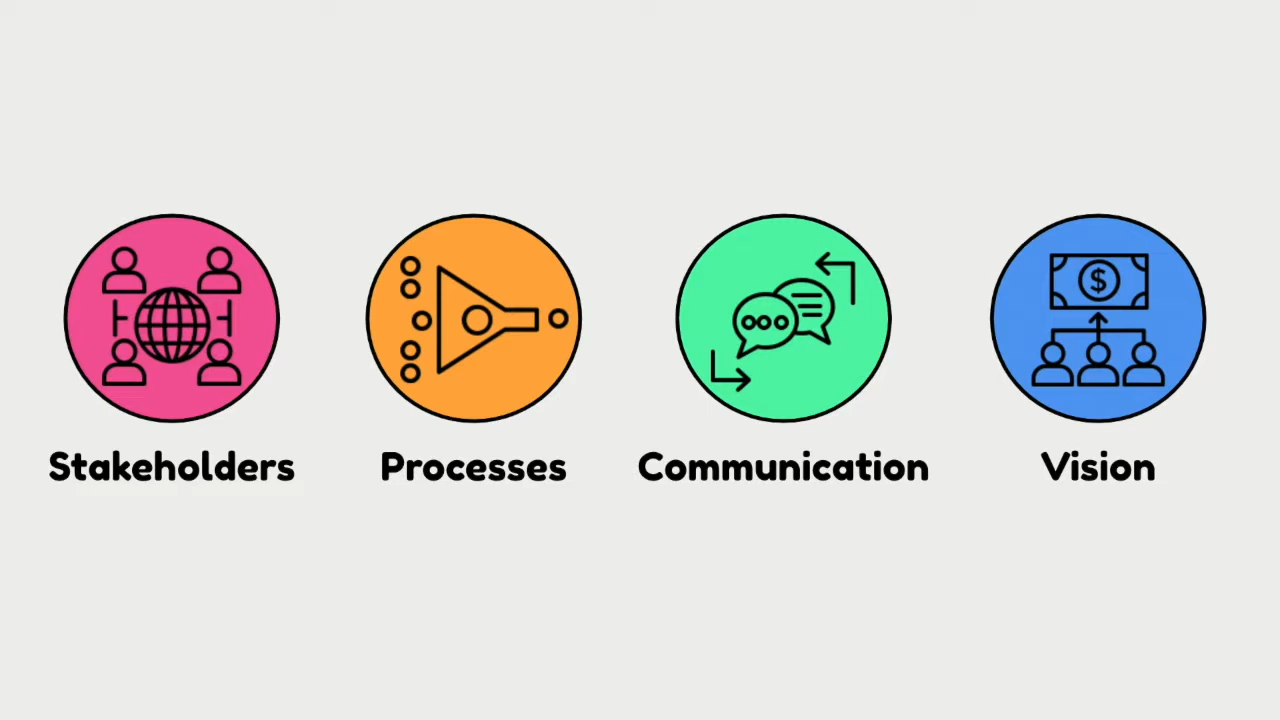 $
Stakeholders
Processes
Communication
Vision